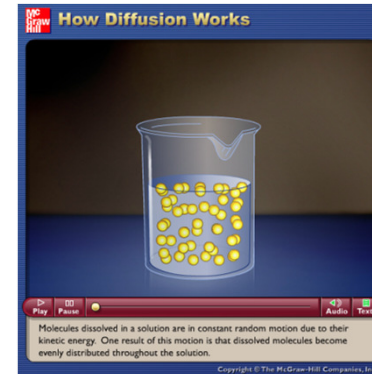 Mc
Graw
Hill
How Diffusion Works
Play
Pause
Audio
Text
Molecules dissolved in a solution are in constant random motion due to their
kinetic energy. One result of this motion is that dissolved molecules become
evenly distributed throughout the solution.
Copyright © The McGraw-Hill Companies, In